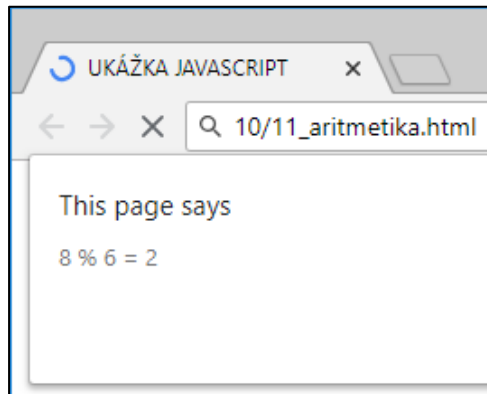 UKÁŽKA JAVASCRIPT
10/11_aritmetika.html
This page says
8 % 6 = 2